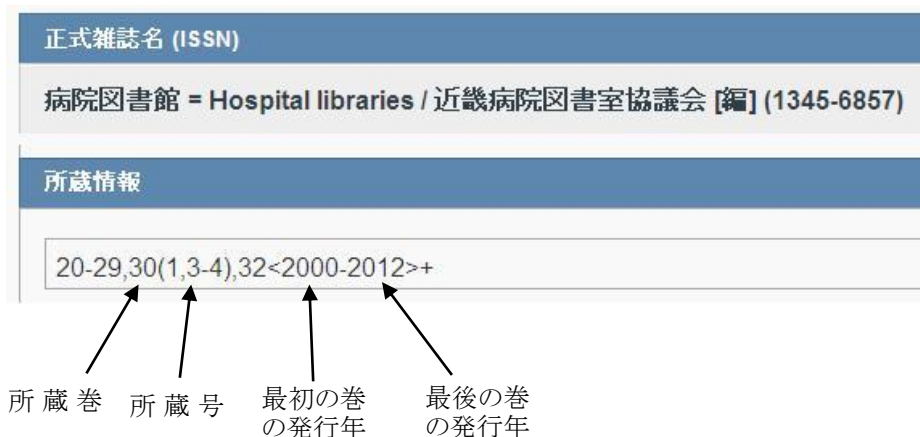 正式雑誌名 (ISSN)
病院図書館 = Hospital libraries / 近畿病院図書室協議会 [編] (1345-6857)
所蔵情報
20-29,30(1,3-4),32<2000-2012>+
所 蔵 巻
所 蔵 号
最初の巻
の発行年
最後の巻
の発行年